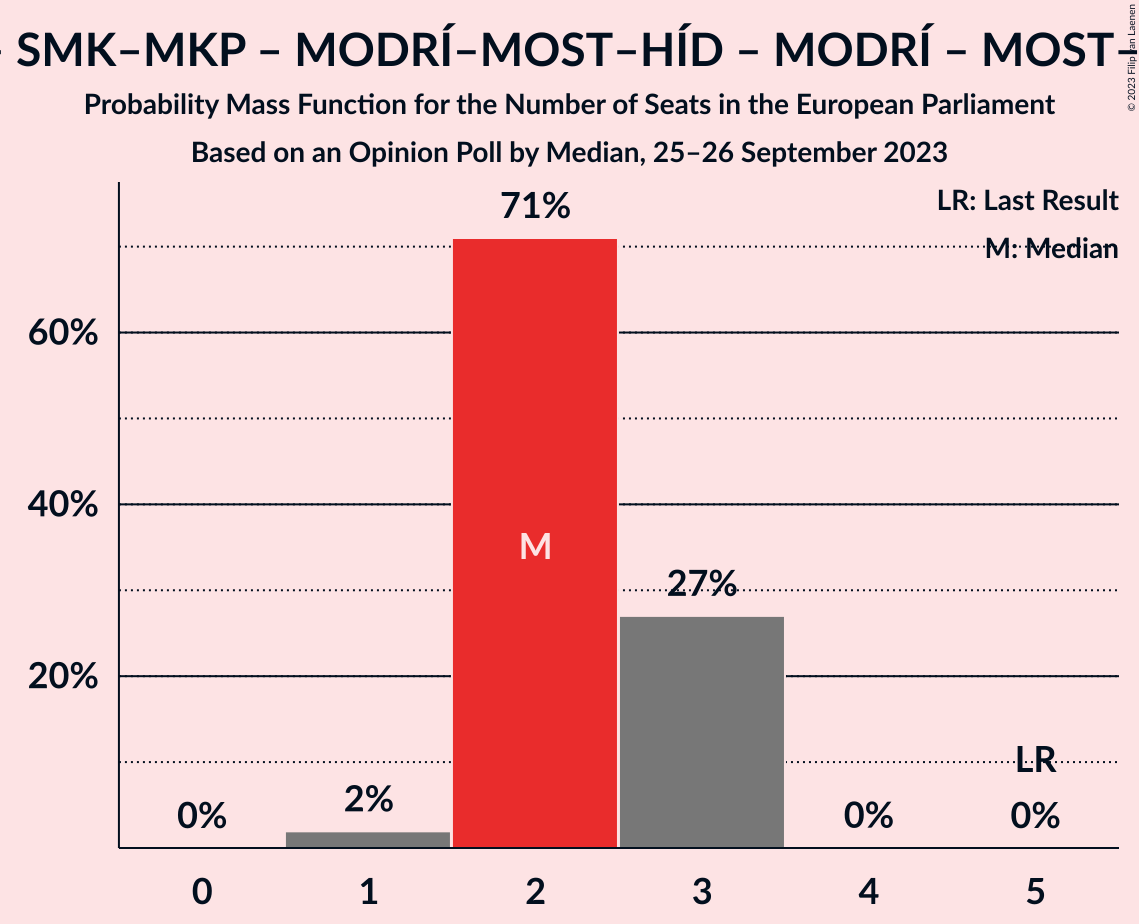 – SMK–MKP – MODRÍ–MOST–HÍD – MODRÍ – MOST–
Probability Mass Function for the Number of Seats in the European Parliament
Based on an Opinion Poll by Median, 25–26 September 2023
© 2023 Filip van Laenen
LR: Last Result
M: Median
71%
60%
40%
M
27%
20%
LR
0%
2%
0%
0%
0 1 2 3 4 5